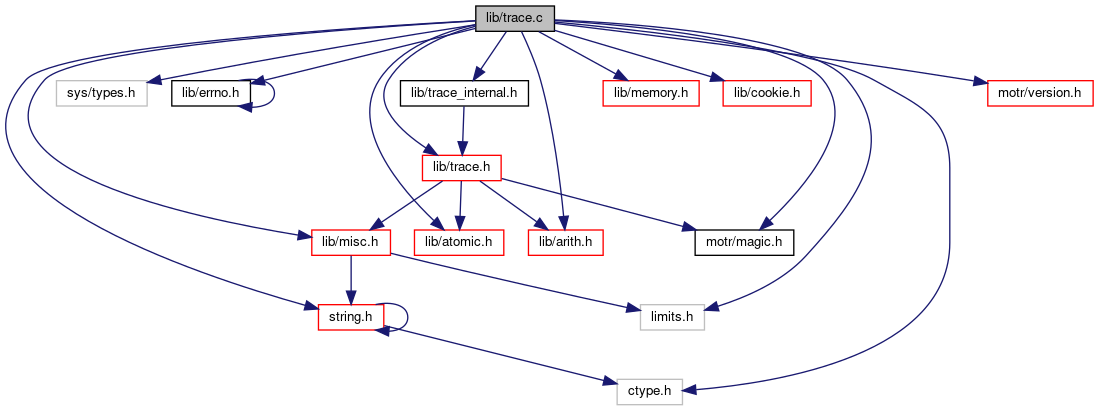 lib/trace.c
sys/types.h
lib/errno.h
lib/trace_internal.h
lib/memory.h
lib/cookie.h
motr/version.h
lib/trace.h
lib/misc.h
lib/atomic.h
lib/arith.h
motr/magic.h
string.h
limits.h
ctype.h